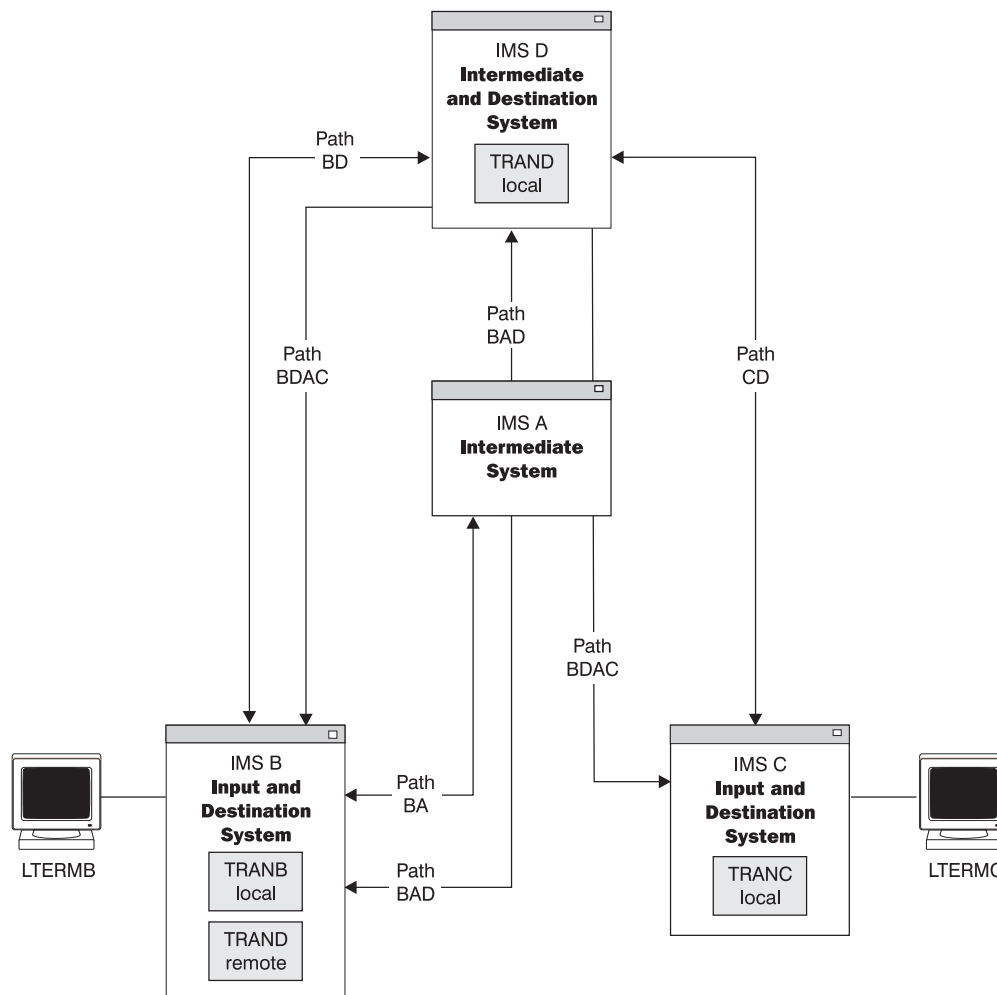 IMS D
Intermediate
and Destination
System
TRAND
local
Path
BD
Path
BAD
Path
BDAC
Path
CD
IMS A
Intermediate
System
Path
BDAC
IMS B
Input and
Destination
System
TRANB
local
TRAND
remote
LTERMB
Path
BA
Path
BAD
IMS C
Input and
Destination
System
TRANC
local
LTERMC